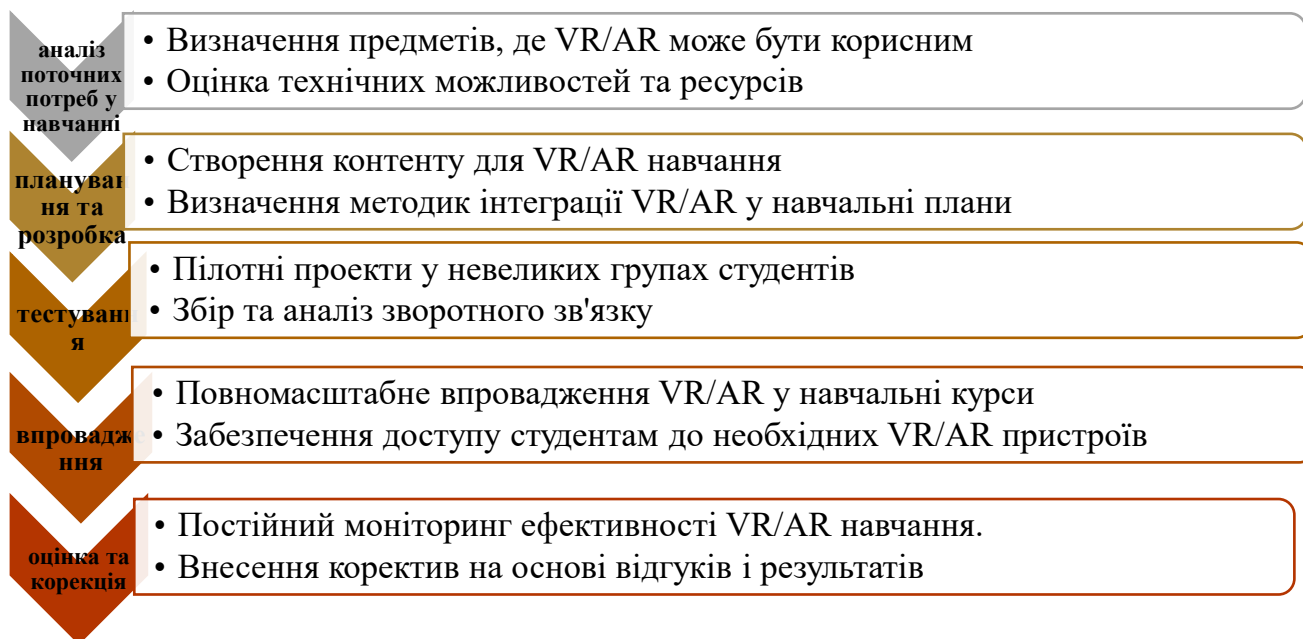 аналіз
поточних
потреб у
навчанні
• Визначення предметів, де VR/AR може бути корисним
• Оцінка технічних можливостей та ресурсів
плануван
ня та
розробка
• Створення контенту для VR/AR навчання
• Визначення методик інтеграції VR/AR у навчальні плани
тестуванн
я
• Пілотні проекти у невеликих групах студентів
• Збір та аналіз зворотного зв'язку
впровадже
ння
• Повномасштабне впровадження VR/AR у навчальні курси
• Забезпечення доступу студентам до необхідних VR/AR пристроїв
оцінка та
корекція
• Постійний моніторинг ефективності VR/AR навчання.
• Внесення коректив на основі відгуків і результатів